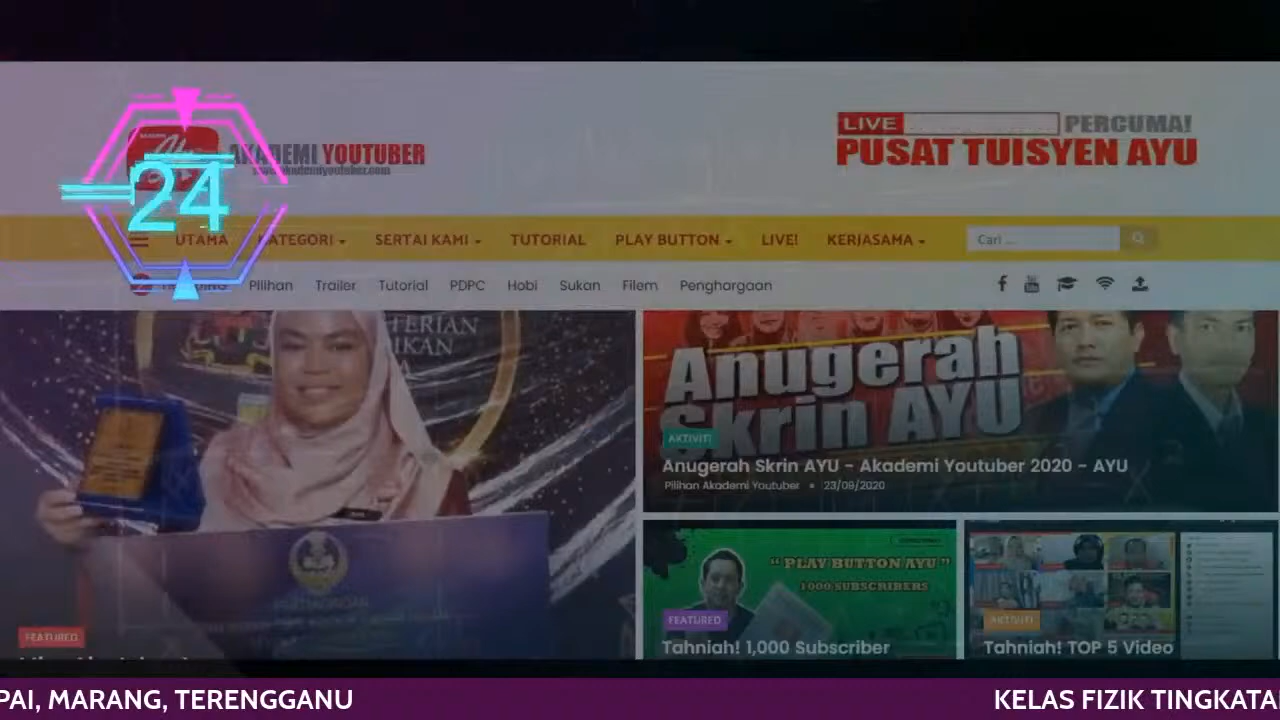 LIVE PERCUMA!
PUSAT TUISYEN AYU
AKADEMI YOUTUBER
24
UTAMA KATEGORI SERTAI KAMI TUTORIAL PLAY BUTTON LIVE! KERJASAMA Cari ...
TRENDING Pilihan Trailer Tutorial PDPC Hobi Sukan Filem Penghargaan
Anugerah
Skrin AYU
AKTIVITI
Anugerah Skrin AYU - Akademi Youtuber 2020 - AYU
Pilihan Akademi Youtuber 23/09/2020
" PLAY BUTTON AYU "
1000 SUBSCRIBERS
FEATURED
Tahniah! 1,000 Subscriber
AKTIVITI
Tahniah! TOP 5 Video
FEATURED
PAI, MARANG, TERENGGANU
KELAS FIZIK TINGKATA